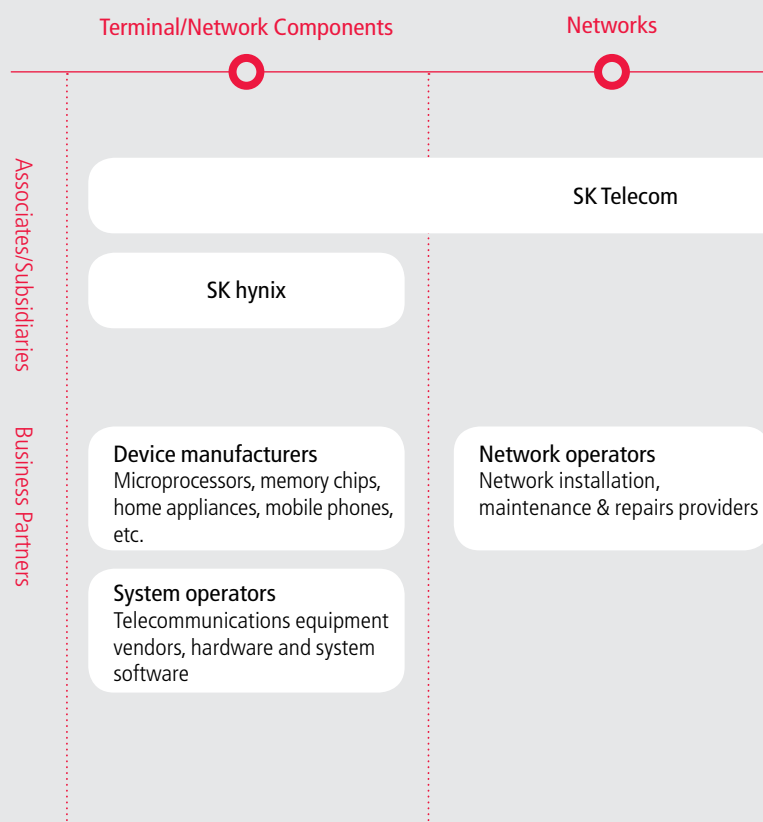 Terminal/Network Components
Networks
Associates/Subsidiaries
SK Telecom
SK hynix
Business Partners
Device manufacturers
Microprocessors, memory chips,
home appliances, mobile phones,
etc.
System operators
Telecommunications equipment
vendors, hardware and system
software
Network operators
Network installation,
maintenance & repairs providers